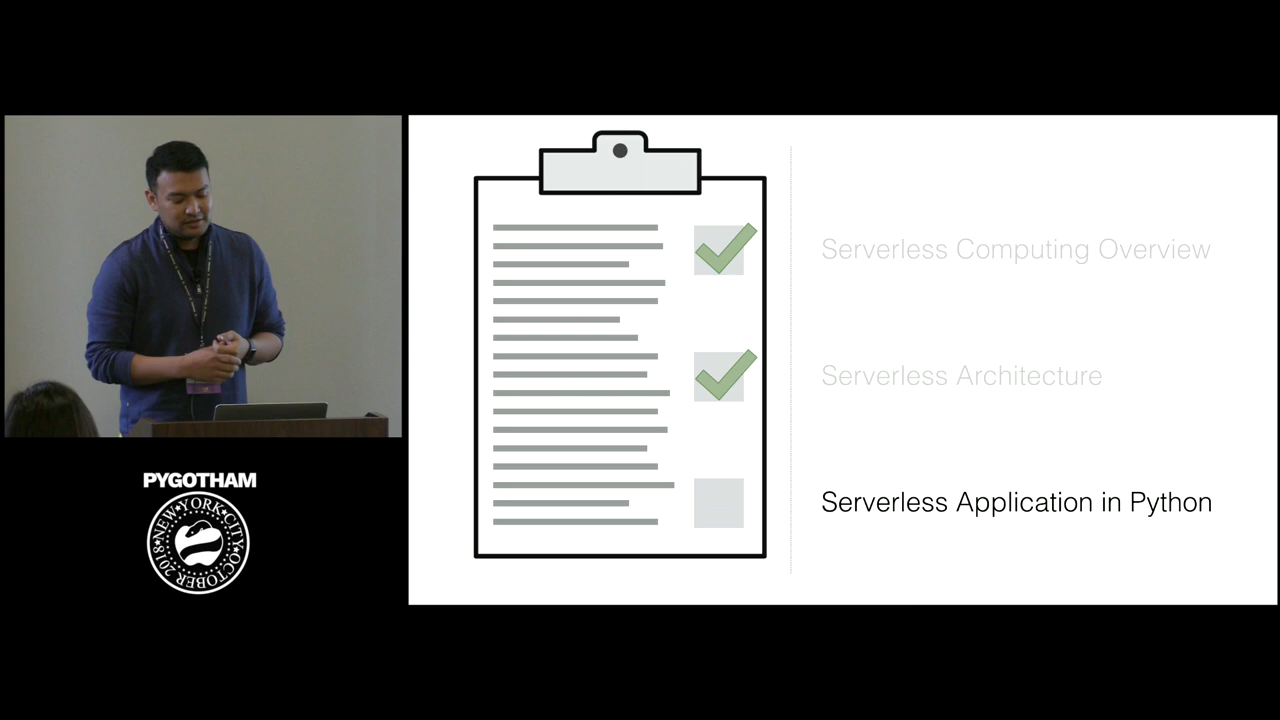 Serverless Computing Overview
Serverless Architecture
Serverless Application in Python
PYGOTHAM
NEW★YORK★CITY★OCTOBER 2018★